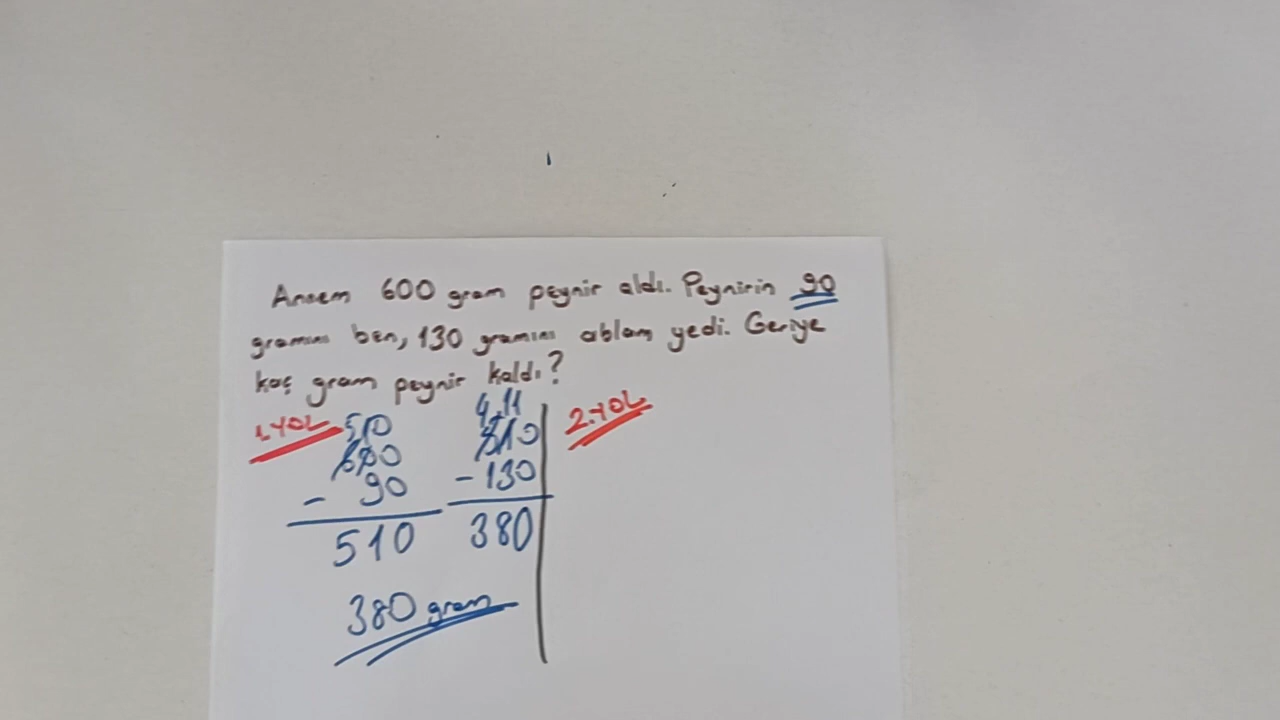 Annem 600 gram peynir aldı. Peynirin 90
gramını ben, 130 gramını ablam yedi. Geriye
kaç gram peynir kaldı?
1.YOL
510
600
- 90
510
4 11
510
- 130
380
380 gram
2.YOL